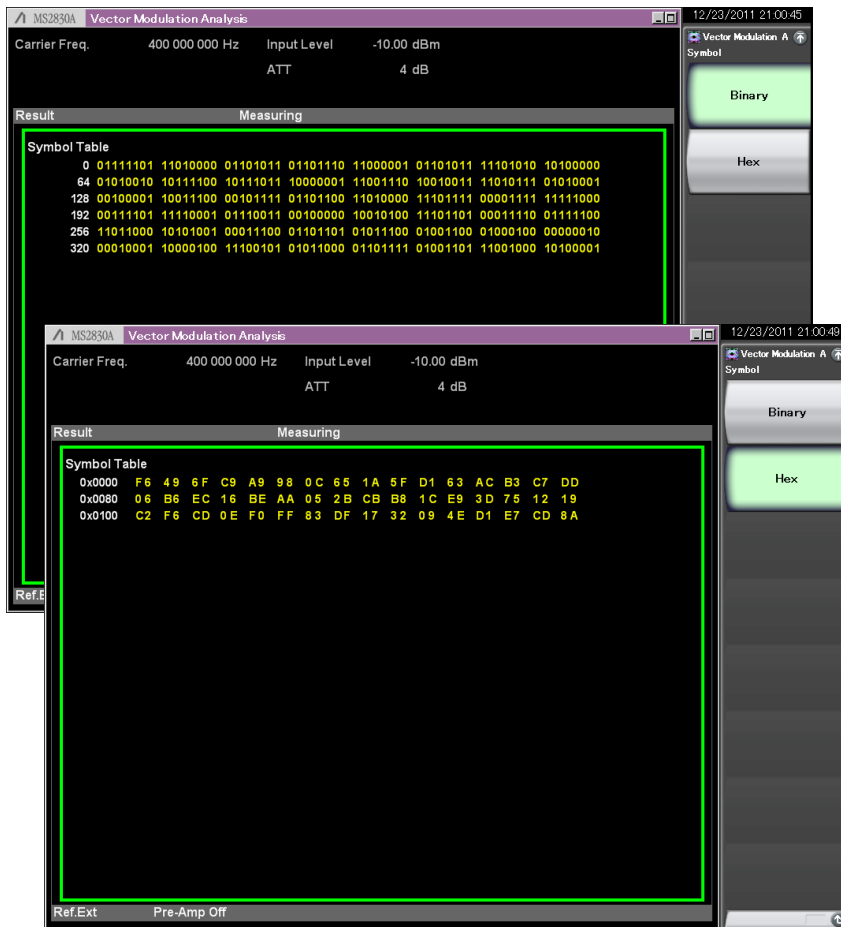 MS2830A Vector Modulation Analysis
12/23/2011 21:00:45
Carrier Freq. 400 000 000 Hz Input Level -10.00 dBm
ATT 4 dB
Vector Modulation A
Symbol
Binary
Hex
Result Measuring
Symbol Table
0 01111101 11010000 01101011 01101110 11000001 01101011 11101010 10100000
64 01010010 10111100 10111011 10000001 11001110 10010011 11010111 01010001
128 00100001 10011100 00101111 01101100 11010000 11101111 00001111 11111000
192 00111101 11110001 01110011 00100000 10010100 11101101 00011110 01111100
256 11011000 10101001 00011100 01101101 01011100 01001100 01000100 00000010
320 00010001 10000100 11100101 01011000 01101111 01001101 11001000 10100001
MS2830A Vector Modulation Analysis
12/23/2011 21:00:49
Carrier Freq. 400 000 000 Hz Input Level -10.00 dBm
ATT 4 dB
Vector Modulation A
Symbol
Binary
Hex
Result Measuring
Symbol Table
0x0000 F6 49 6F C9 A9 98 0C 65 1A 5F D1 63 AC B3 C7 DD
0x0080 06 B6 EC 16 BE AA 05 2B CB B8 1C E9 3D 75 12 19
0x0100 C2 F6 CD 0E F0 FF 83 DF 17 32 09 4E D1 E7 CD 8A
Ref.E
Ref.Ext Pre-Amp Off